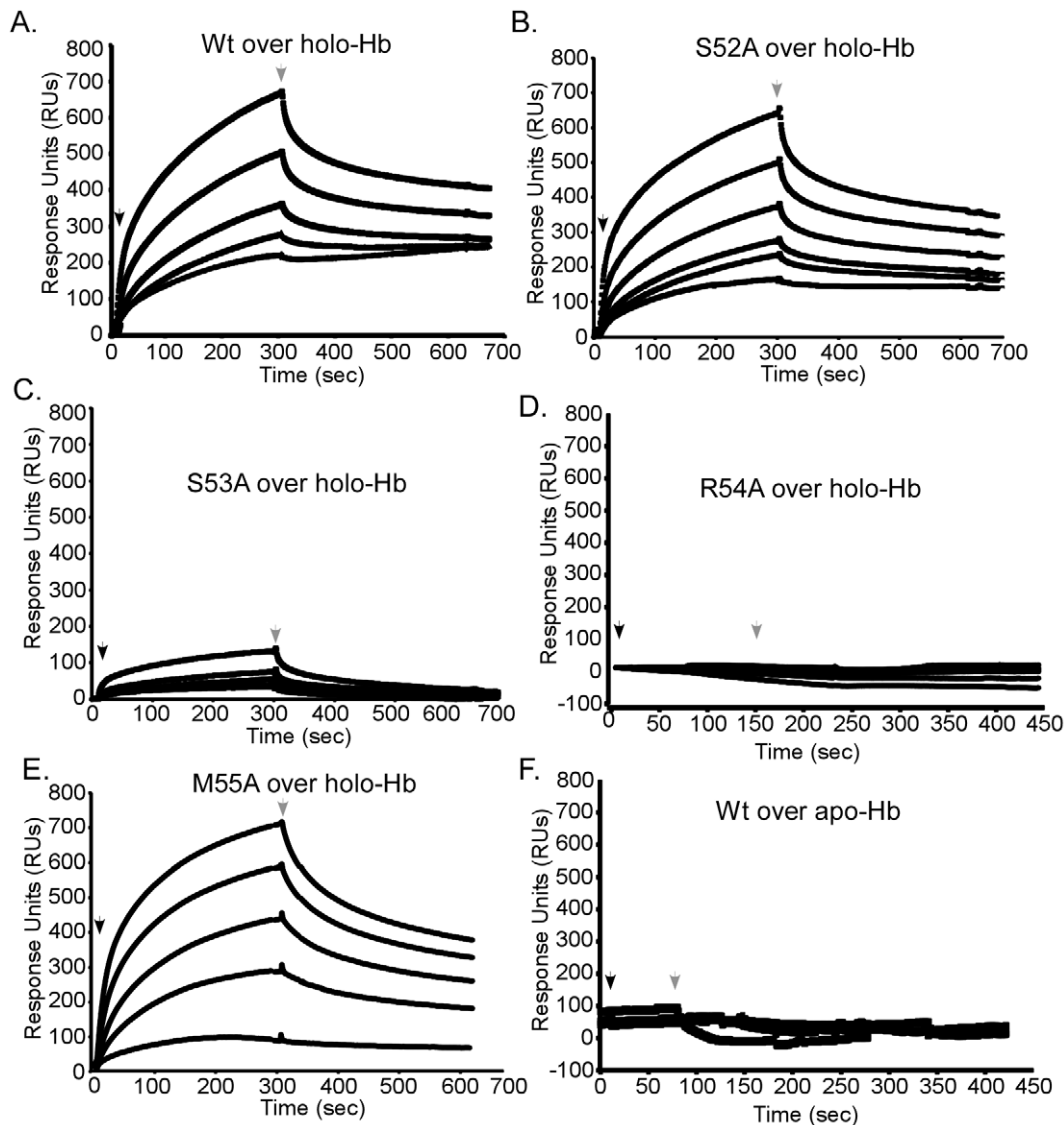 A.
Wt over holo-Hb
Response Units (RUs)
800
700
600
500
400
300
200
100
0
0 100 200 300 400 500 600 700
Time (sec)
B.
S52A over holo-Hb
Response Units (RUs)
800
700
600
500
400
300
200
100
0
0 100 200 300 400 500 600 700
Time (sec)
C.
S53A over holo-Hb
Response Units (RUs)
800
700
600
500
400
300
200
100
0
0 100 200 300 400 500 600 700
Time (sec)
D.
R54A over holo-Hb
Response Units (RUs)
800
700
600
500
400
300
200
100
0
-100
0 50 100 150 200 250 300 350 400 450
Time (sec)
E.
M55A over holo-Hb
Response Units (RUs)
800
700
600
500
400
300
200
100
0
0 100 200 300 400 500 600 700
Time (sec)
F.
Wt over apo-Hb
Response Units (RUs)
800
700
600
500
400
300
200
100
0
-100
0 50 100 150 200 250 300 350 400 450
Time (sec)